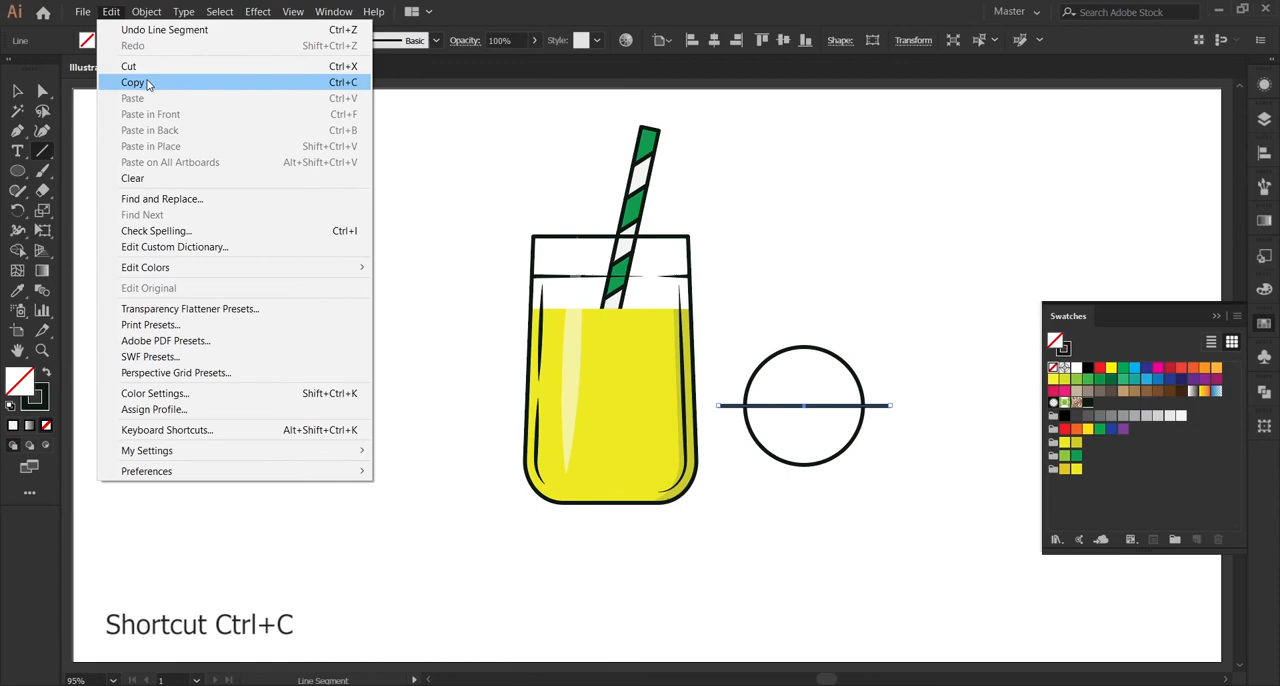 Ai File Edit Object Type Select Effect View Window Help Master Search Adobe Stock
Line Basic Opacity: 100% Style: Shape: Transform
Illustra
Undo Line Segment Ctrl+Z
Redo Shift+Ctrl+Z
Cut Ctrl+X
Copy Ctrl+C
Paste Ctrl+V
Paste in Front Ctrl+F
Paste in Back Ctrl+B
Paste in Place Shift+Ctrl+V
Paste on All Artboards Alt+Shift+Ctrl+V
Clear
Find and Replace...
Find Next
Check Spelling... Ctrl+I
Edit Custom Dictionary...
Edit Colors
Edit Original
Transparency Flattener Presets...
Print Presets...
Adobe PDF Presets...
SWF Presets...
Perspective Grid Presets...
Color Settings... Shift+Ctrl+K
Assign Profile...
Keyboard Shortcuts... Alt+Shift+Ctrl+K
My Settings
Preferences
Swatches
Shortcut Ctrl+C
95% 1 Line Segment